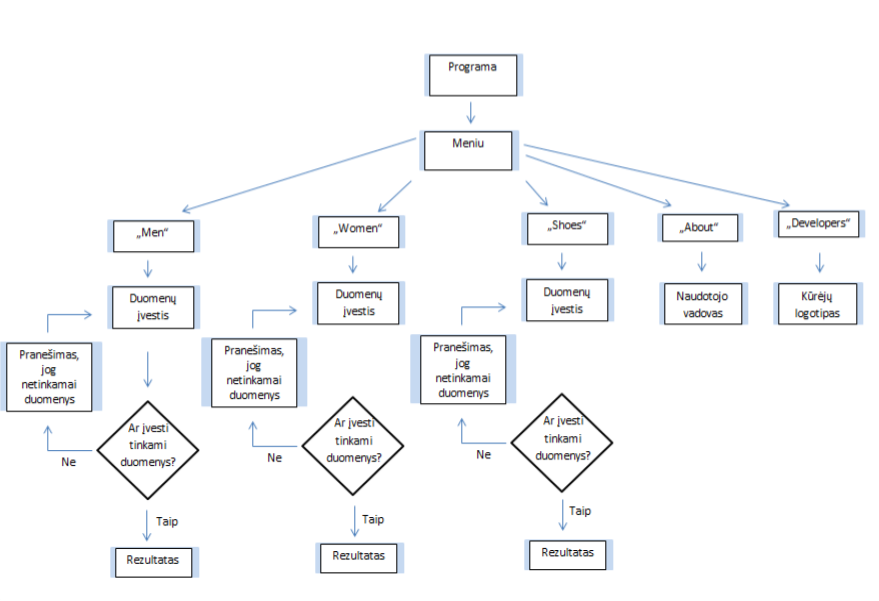 Programa
Meniu
„Men“
„Women“
„Shoes“
„About“
„Developers“
Duomenų
įvestis
Duomenų
įvestis
Duomenų
įvestis
Naudotojo
vadovas
Kūrėjų
logotipas
Pranešimas,
jog
netinkamai
duomenys
Pranešimas,
jog
netinkamai
duomenys
Pranešimas,
jog
netinkamai
duomenys
Ar įvesti
tinkami
duomenys?
Ar įvesti
tinkami
duomenys?
Ar įvesti
tinkami
duomenys?
Ne
Ne
Ne
Taip
Taip
Taip
Rezultatas
Rezultatas
Rezultatas